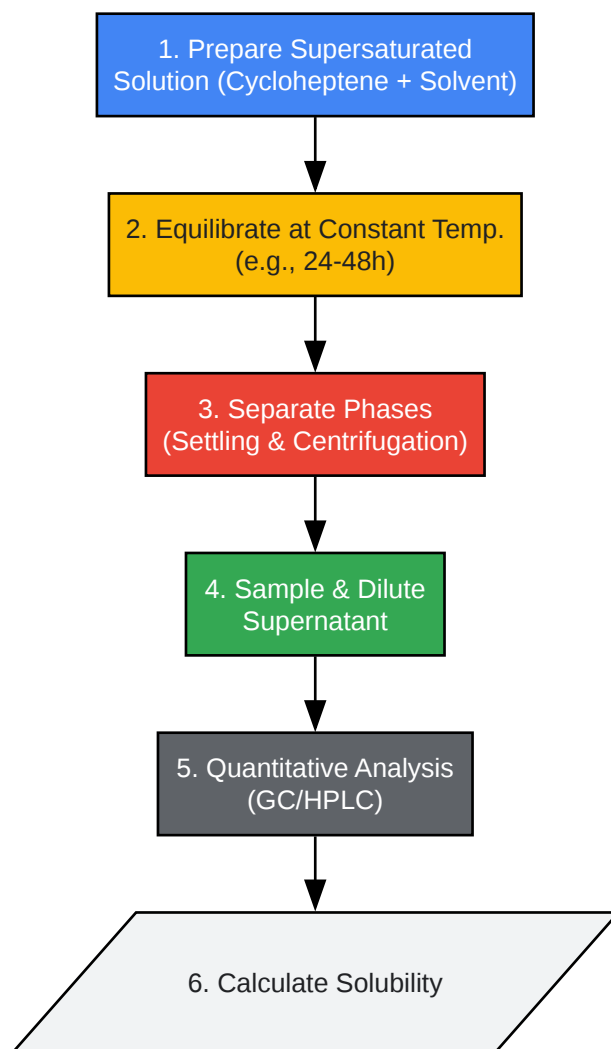 1. Prepare Supersaturated
Solution (Cycloheptene + Solvent)
2. Equilibrate at Constant Temp.
(e.g., 24-48h)
3. Separate Phases
(Settling & Centrifugation)
4. Sample & Dilute
Supernatant
5. Quantitative Analysis
(GC/HPLC)
6. Calculate Solubility